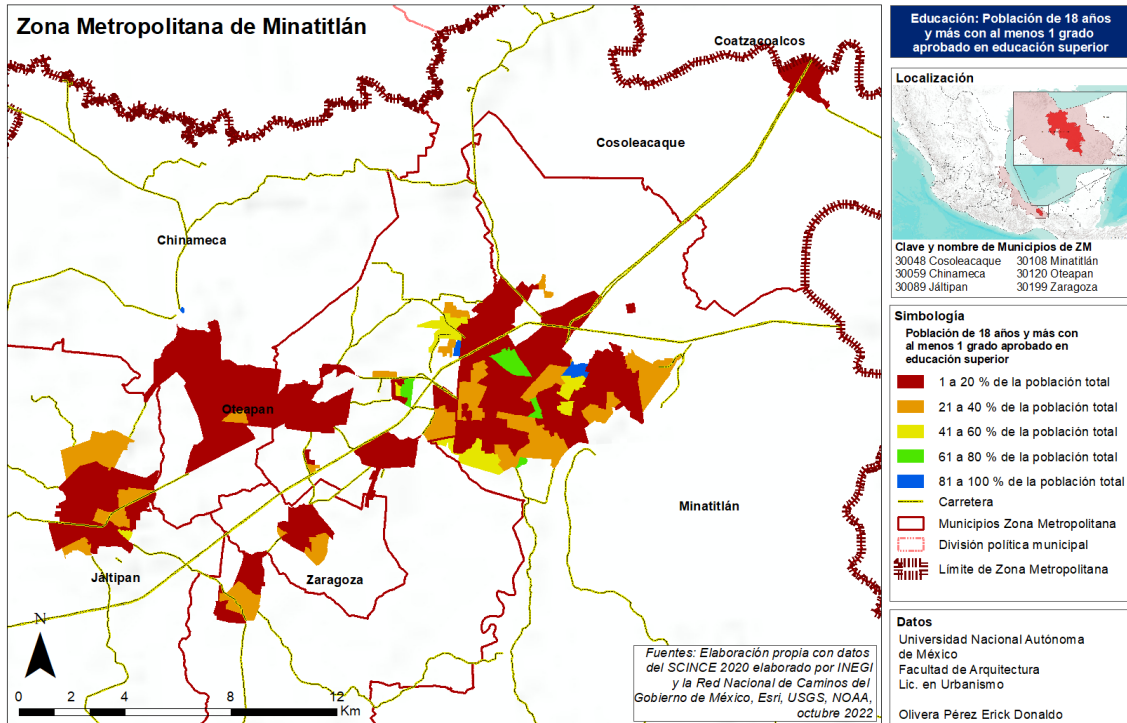 Zona Metropolitana de Minatitlán
Coatzacoalcos
Cosoleacaque
Chinameca
Oteapan
Minatitlán
Jáltipan
Zaragoza
N
0 2 4 8 12
Km
Fuentes: Elaboración propia con datos
del SCINCE 2020 elaborado por INEGI
y la Red Nacional de Caminos del
Gobierno de México, Esri, USGS, NOAA,
octubre 2022
Educación: Población de 18 años
y más con al menos 1 grado
aprobado en educación superior
Localización
Clave y nombre de Municipios de ZM
30048 Cosoleacaque 30108 Minatitlán
30059 Chinameca 30120 Oteapan
30089 Jáltipan 30199 Zaragoza
Simbología
Población de 18 años y más con
al menos 1 grado aprobado en
educación superior
1 a 20 % de la población total
21 a 40 % de la población total
41 a 60 % de la población total
61 a 80 % de la población total
81 a 100 % de la población total
Carretera
Municipios Zona Metropolitana
División política municipal
Límite de Zona Metropolitana
Datos
Universidad Nacional Autónoma
de México
Facultad de Arquitectura
Lic. en Urbanismo
Olivera Pérez Erick Donaldo